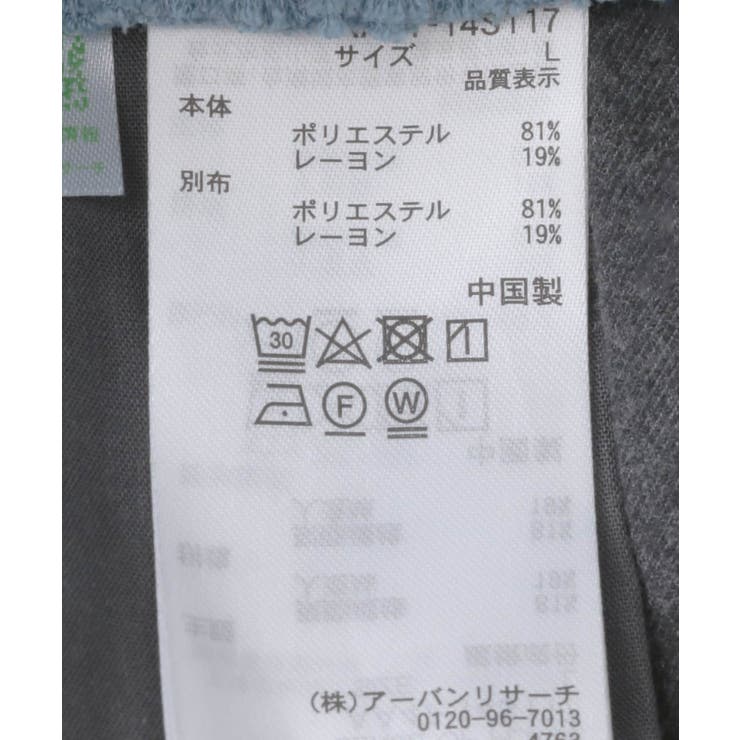 -14S117
サイズ L
品質表示
本体
ポリエステル 81%
レーヨン 19%
別布
ポリエステル 81%
レーヨン 19%
中国製
30
F W
(株)アーバンリサーチ
0120-96-7013
4763